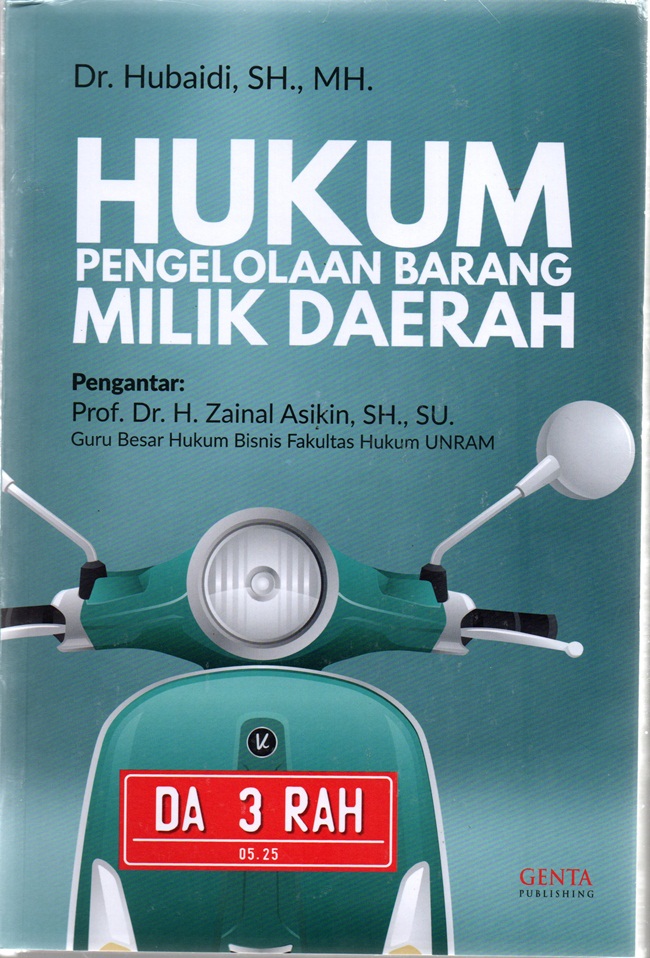 Dr. Hubaidi, SH., MH.
HUKUM
PENGELOLAAN BARANG
MILIK DAERAH
Pengantar:
Prof. Dr. H. Zainal Asikin, SH., SU.
Guru Besar Hukum Bisnis Fakultas Hukum UNRAM
V
DA 3 RAH
05.25
GENTA
PUBLISHING